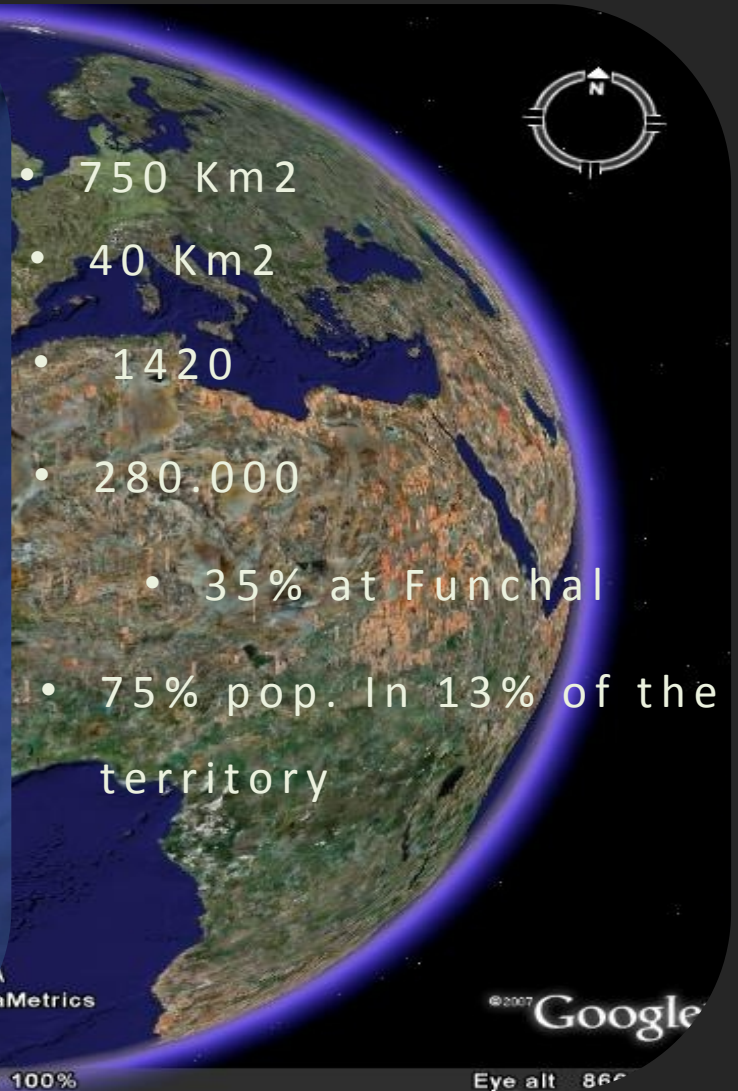 N
• 750 Km2
• 40 Km2
• 1420
• 280.000
• 35% at Funchal
• 75% pop. In 13% of the
territory
©2007 Google
100%
Eye alt